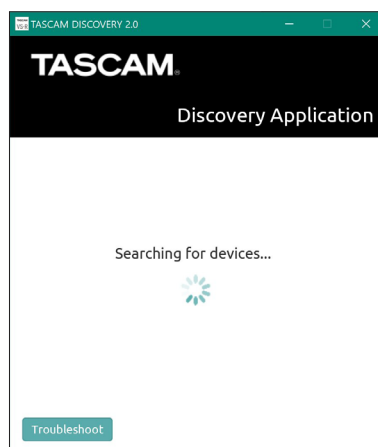 TASCAM DISCOVERY 2.0
TASCAM
Discovery Application
Searching for devices...
Troubleshoot